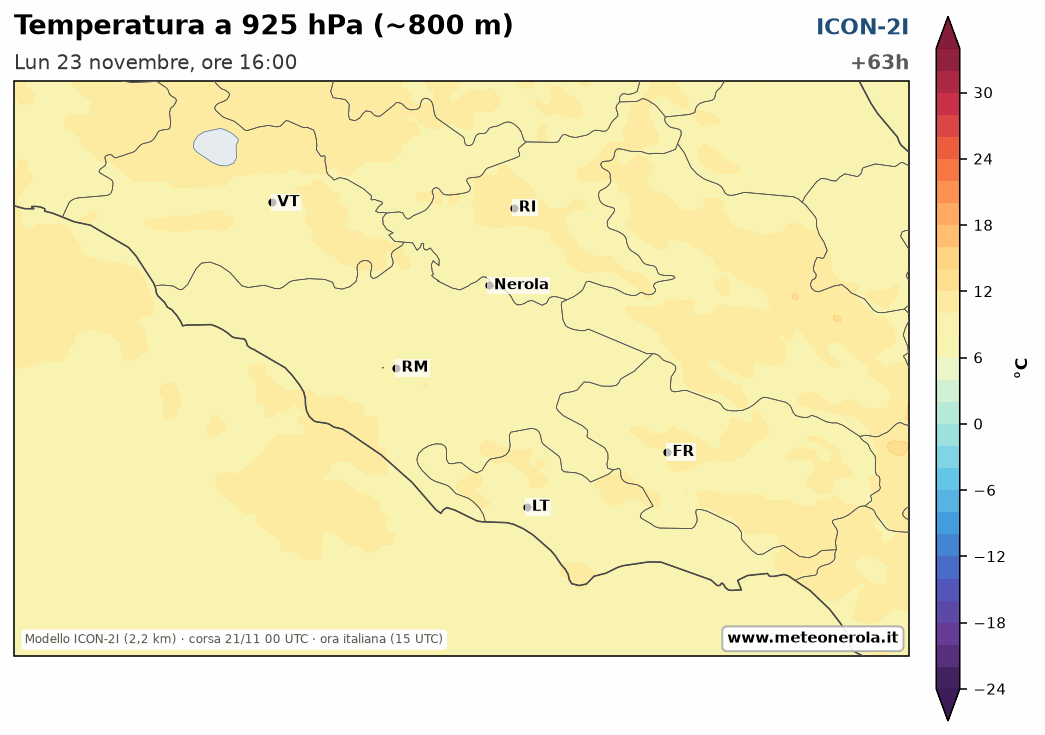 Temperatura a 925 hPa (~800 m)
ICON-2I
Lun 23 novembre, ore 16:00
+63h
30
24
18
12
6
0
−6
−12
−18
−24
°C
VT
RI
Nerola
RM
FR
LT
Modello ICON-2I (2,2 km) · corsa 21/11 00 UTC · ora italiana (15 UTC)
www.meteonerola.it